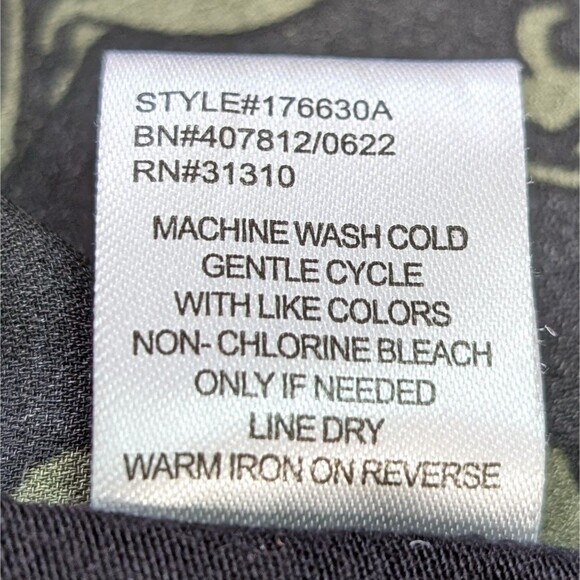 STYLE#176630A
BN#407812/0622
RN#31310
MACHINE WASH COLD
GENTLE CYCLE
WITH LIKE COLORS
NON- CHLORINE BLEACH
ONLY IF NEEDED
LINE DRY
WARM IRON ON REVERSE